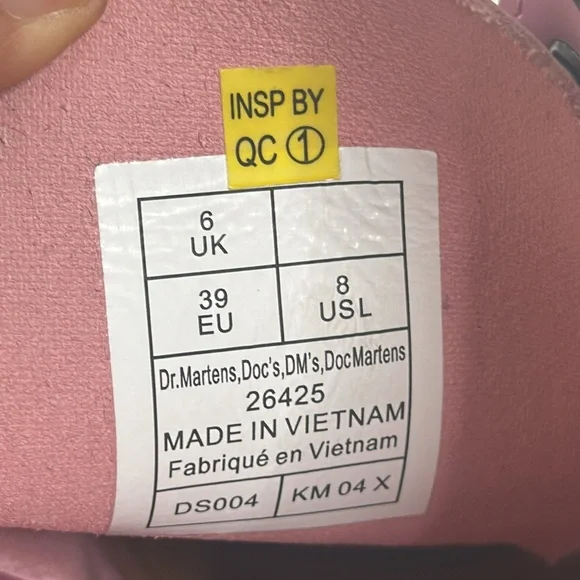 INSP BY
QC ①
6
UK
39
EU
8
USL
Dr.Martens,Doc's,DM's,DocMartens
26425
MADE IN VIETNAM
Fabriqué en Vietnam
DS004
KM 04 X